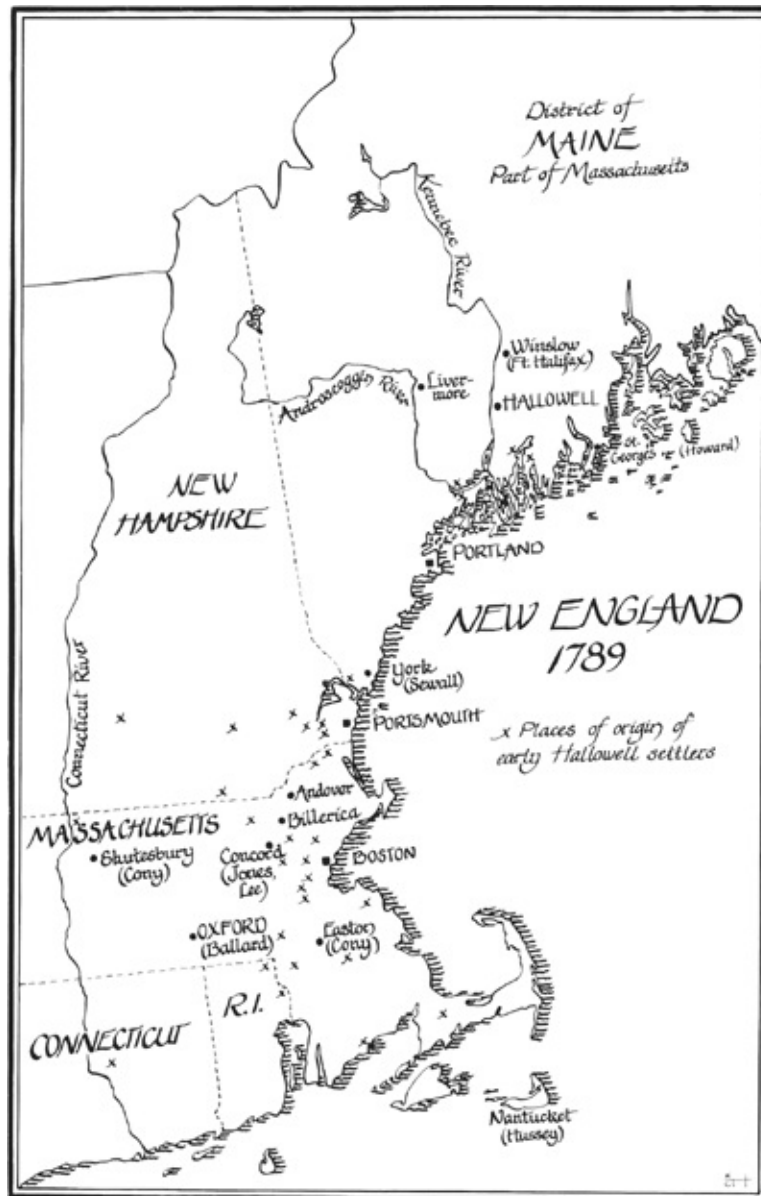 District of
MAINE
Part of Massachusetts
Kennebec River
Winslow
(Ft. Halifax)
Liver-
more
HALLOWELL
Androscoggin River
St.
Georges
(Howard)
NEW
HAMPSHIRE
PORTLAND
NEW ENGLAND
1789
York
(Sewall)
Connecticut River
PORTSMOUTH
x Places of origin of
early Hallowell settlers
Andover
MASSACHUSETTS
Billerica
Shutesbury
(Cony)
Concord
(Jones,
Lee)
BOSTON
OXFORD
(Ballard)
Easton
(Cony)
R.I.
CONNECTICUT
Nantucket
(Hussey)